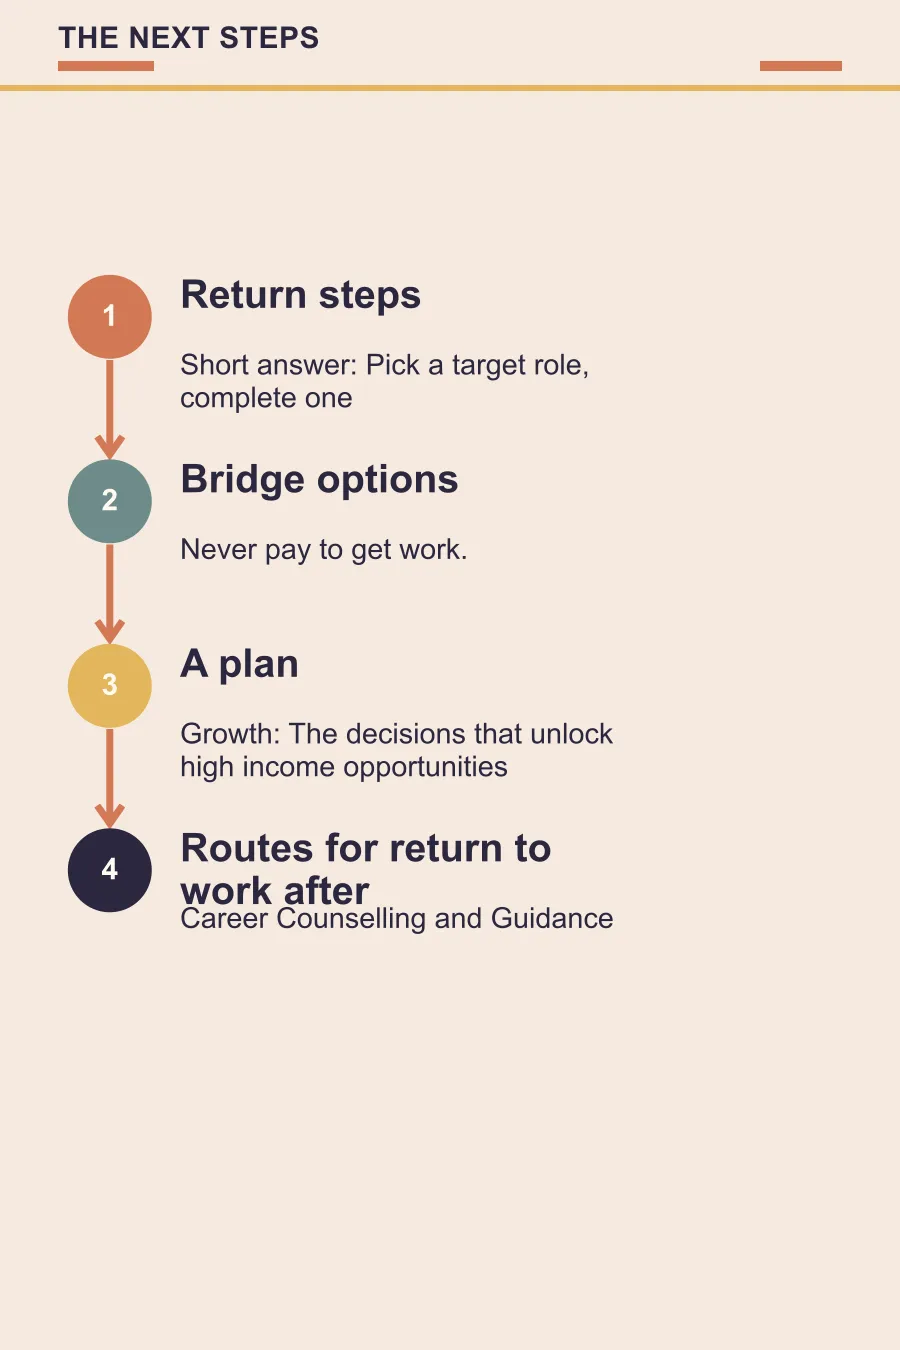 THE NEXT STEPS
1
Return steps
Short answer: Pick a target role,
complete one
2
Bridge options
Never pay to get work.
3
A plan
Growth: The decisions that unlock
high income opportunities
4
Routes for return to
work after
Career Counselling and Guidance